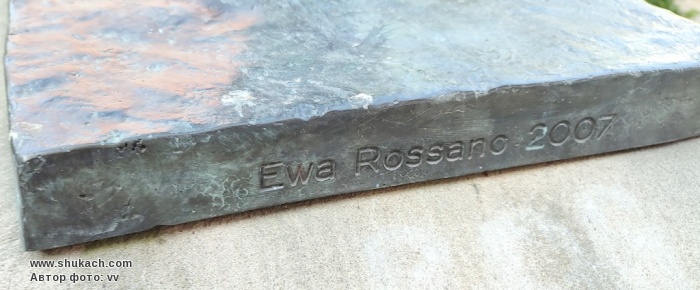 Ewa Rossano 2007
www.shukach.com
Автор фото: vv